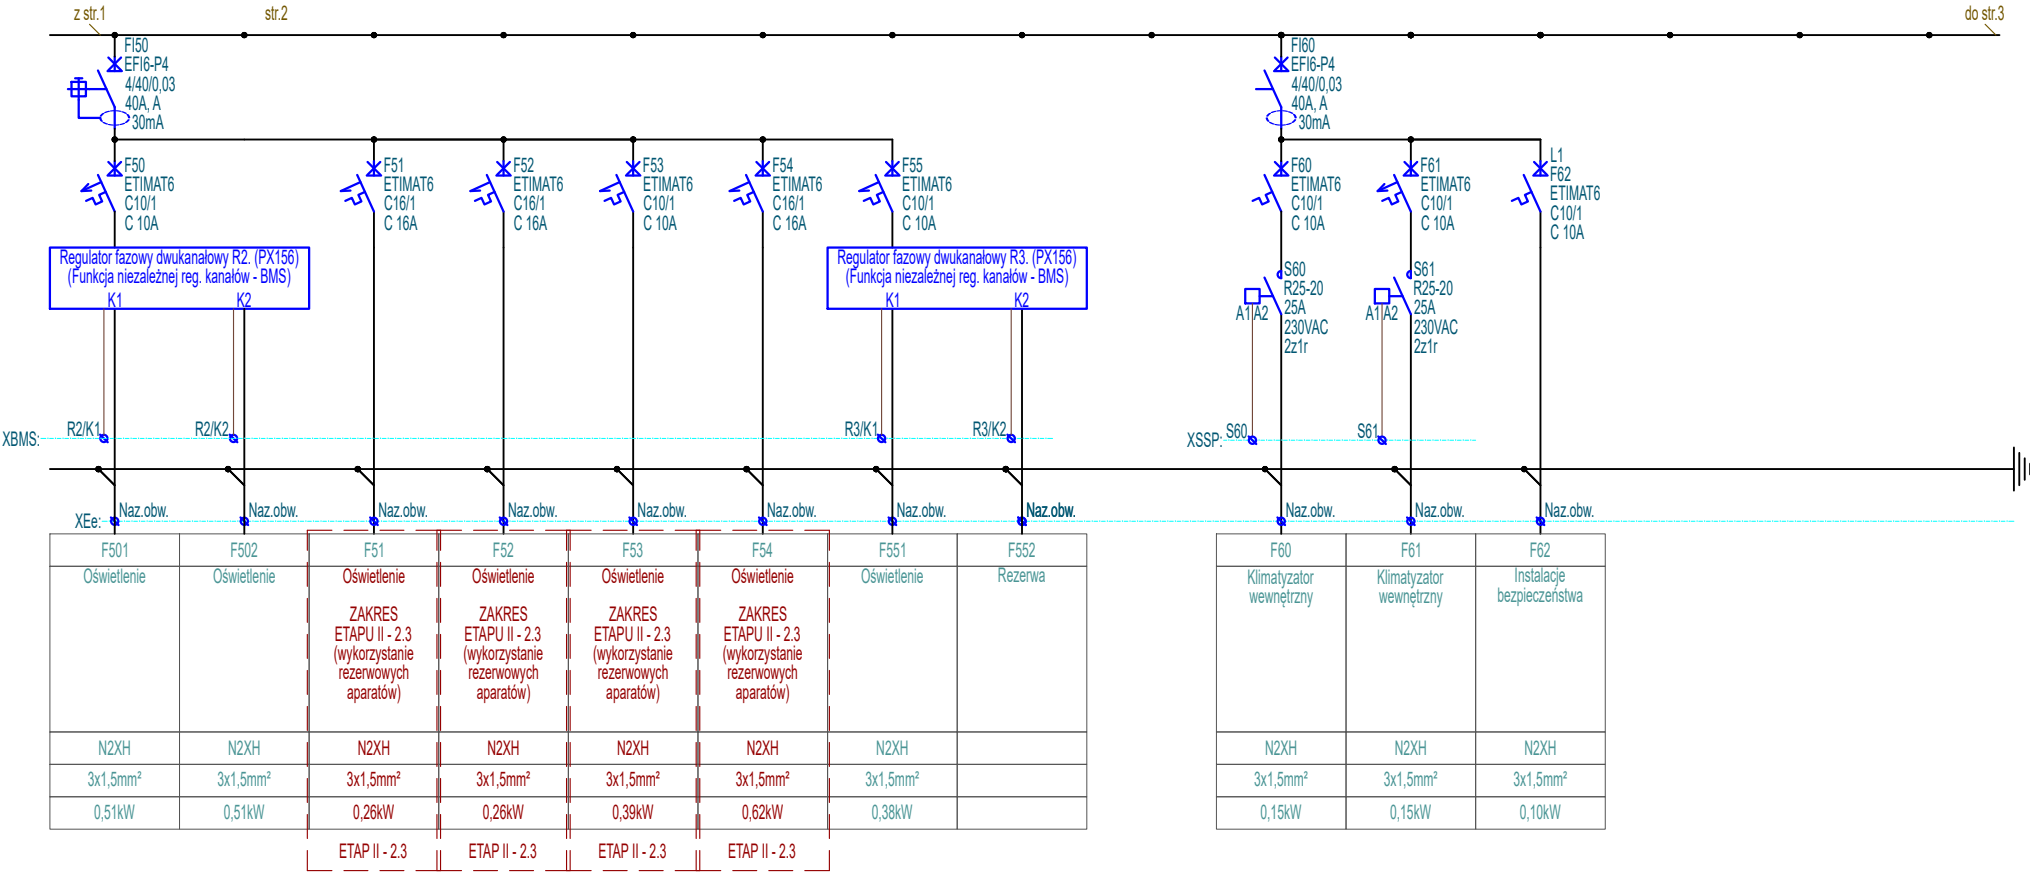 z str.1
str.2
do str.3
FI50
EFI6-P4
4/40/0,03
40A, A
30mA
FI60
EFI6-P4
4/40/0,03
40A, A
30mA
F50
ETIMAT6
C10/1
C 10A
F51
ETIMAT6
C16/1
C 16A
F52
ETIMAT6
C16/1
C 16A
F53
ETIMAT6
C10/1
C 10A
F54
ETIMAT6
C16/1
C 16A
F55
ETIMAT6
C10/1
C 10A
F60
ETIMAT6
C10/1
C 10A
F61
ETIMAT6
C10/1
C 10A
L1
F62
ETIMAT6
C10/1
C 10A
Regulator fazowy dwukanałowy R2. (PX156)
(Funkcja niezależnej reg. kanałów - BMS)
K1
K2
Regulator fazowy dwukanałowy R3. (PX156)
(Funkcja niezależnej reg. kanałów - BMS)
K1
K2
S60
R25-20
25A
230VAC
2z1r
A1 A2
S61
R25-20
25A
230VAC
2z1r
A1 A2
XBMS:
R2/K1
R2/K2
R3/K1
R3/K2
XSSP:
S60
S61
XEe:
Naz.obw.
Naz.obw.
Naz.obw.
Naz.obw.
Naz.obw.
Naz.obw.
Naz.obw.
Naz.obw.
Naz.obw.
Naz.obw.
Naz.obw.
F501
Oświetlenie
N2XH
3x1,5mm²
0,51kW
F502
Oświetlenie
N2XH
3x1,5mm²
0,51kW
F51
Oświetlenie
ZAKRES
ETAPU II - 2.3
(wykorzystanie
rezerwowych
aparatów)
N2XH
3x1,5mm²
0,26kW
ETAP II - 2.3
F52
Oświetlenie
ZAKRES
ETAPU II - 2.3
(wykorzystanie
rezerwowych
aparatów)
N2XH
3x1,5mm²
0,26kW
ETAP II - 2.3
F53
Oświetlenie
ZAKRES
ETAPU II - 2.3
(wykorzystanie
rezerwowych
aparatów)
N2XH
3x1,5mm²
0,39kW
ETAP II - 2.3
F54
Oświetlenie
ZAKRES
ETAPU II - 2.3
(wykorzystanie
rezerwowych
aparatów)
N2XH
3x1,5mm²
0,62kW
ETAP II - 2.3
F551
Oświetlenie
N2XH
3x1,5mm²
0,38kW
F552
Rezerwa
F60
Klimatyzator
wewnętrzny
N2XH
3x1,5mm²
0,15kW
F61
Klimatyzator
wewnętrzny
N2XH
3x1,5mm²
0,15kW
F62
Instalacje
bezpieczeństwa
N2XH
3x1,5mm²
0,10kW